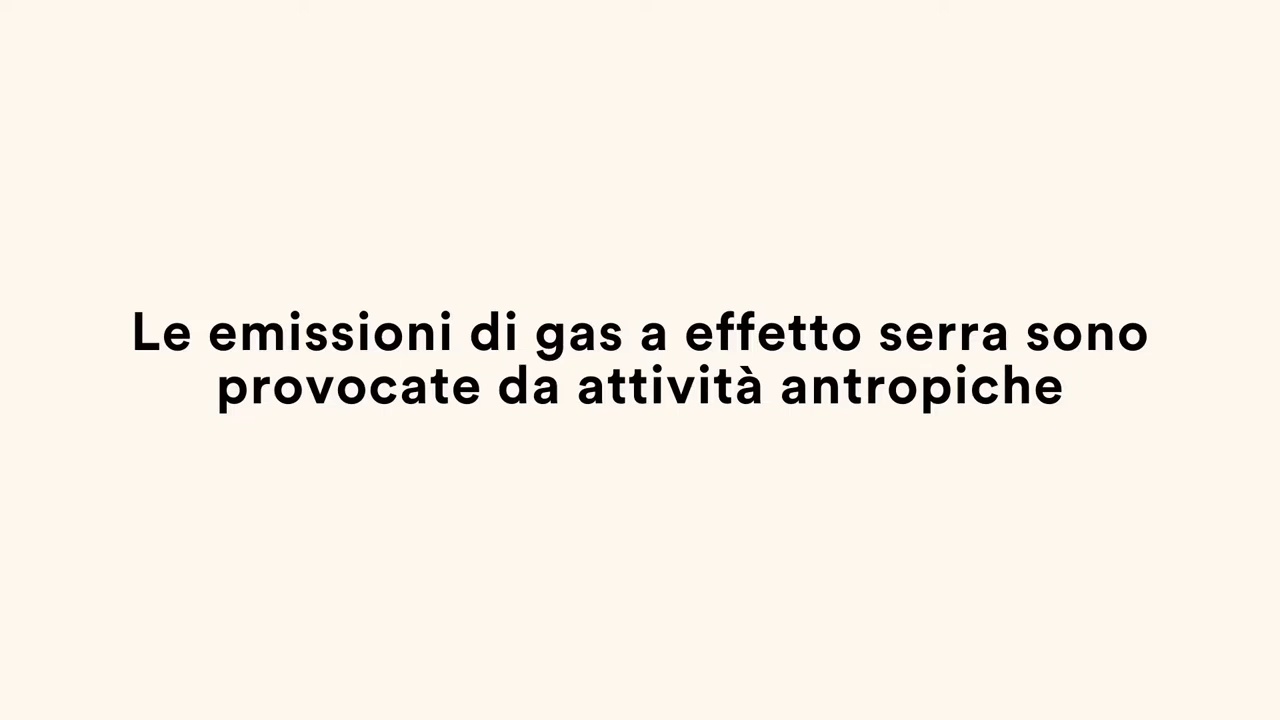 Le emissioni di gas a effetto serra sono
provocate da attività antropiche